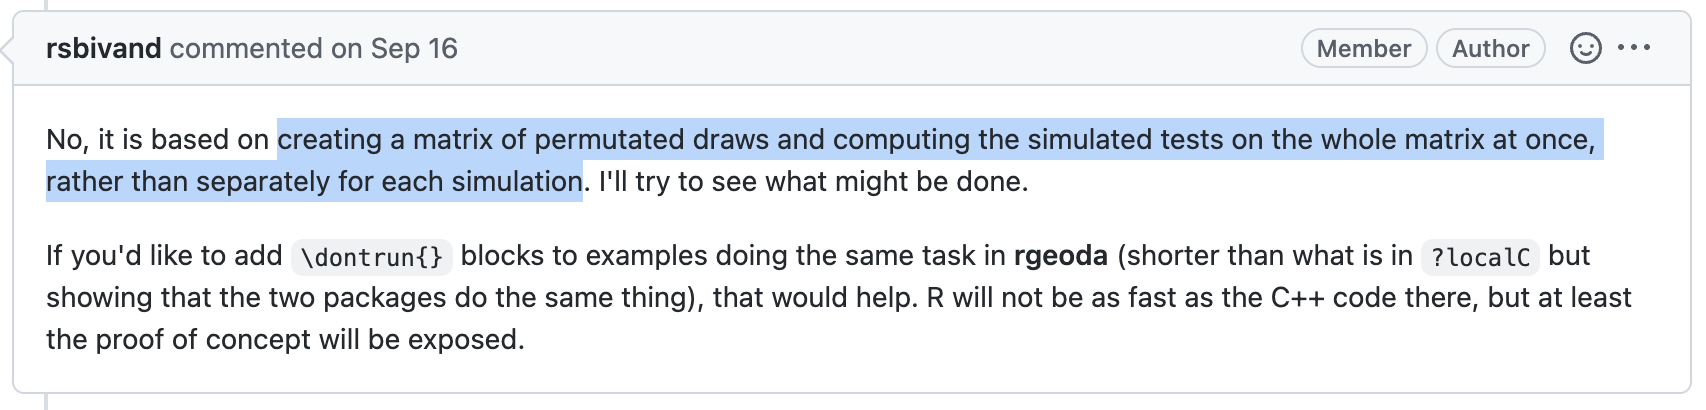 rsbivand commented on Sep 16 Member Author
No, it is based on creating a matrix of permutated draws and computing the simulated tests on the whole matrix at once,
rather than separately for each simulation. I'll try to see what might be done.
If you'd like to add \dontrun{} blocks to examples doing the same task in rgeoda (shorter than what is in ?localC but
showing that the two packages do the same thing), that would help. R will not be as fast as the C++ code there, but at least
the proof of concept will be exposed.